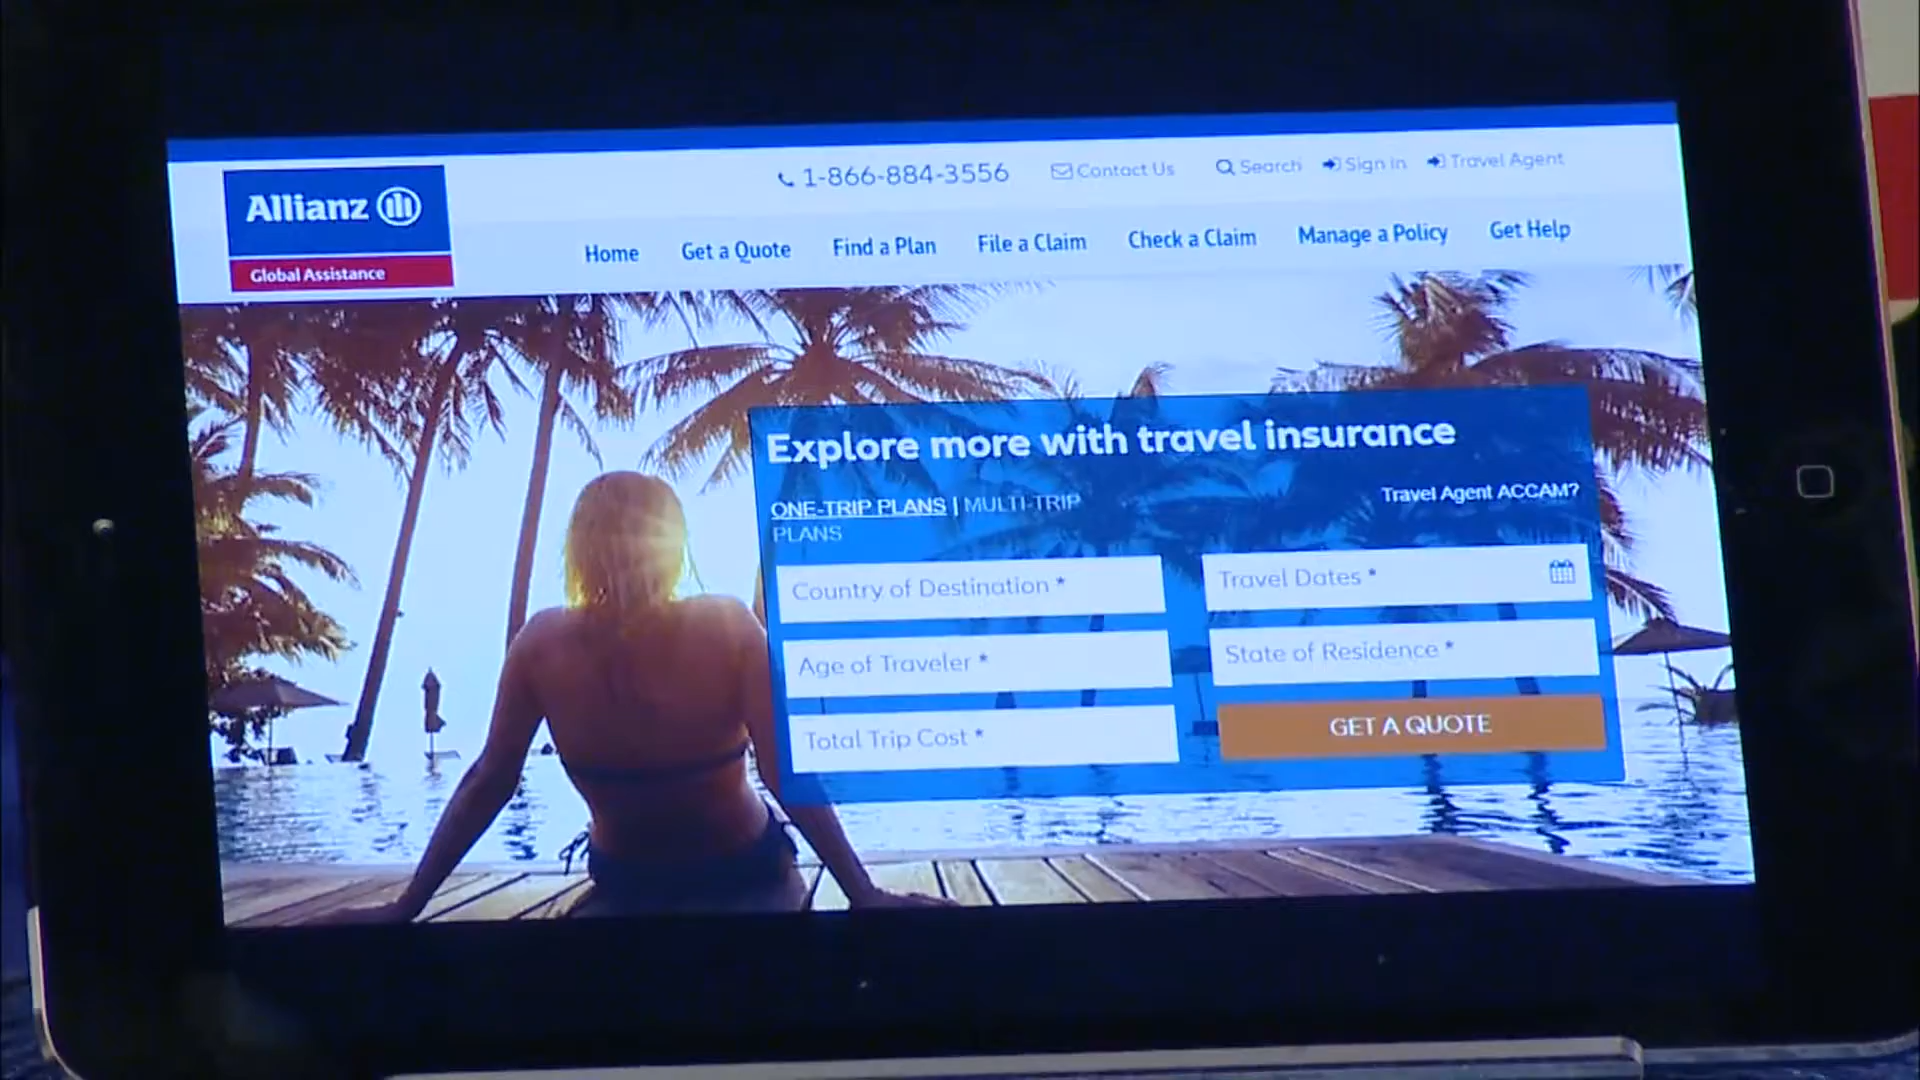 1-866-884-3556 Contact Us Search Sign In Travel Agent
Allianz
Global Assistance
Home Get a Quote Find a Plan File a Claim Check a Claim Manage a Policy Get Help
Explore more with travel insurance
ONE-TRIP PLANS | MULTI-TRIP
PLANS
Travel Agent ACCAM?
Country of Destination *
Travel Dates *
Age of Traveler *
State of Residence *
Total Trip Cost *
GET A QUOTE